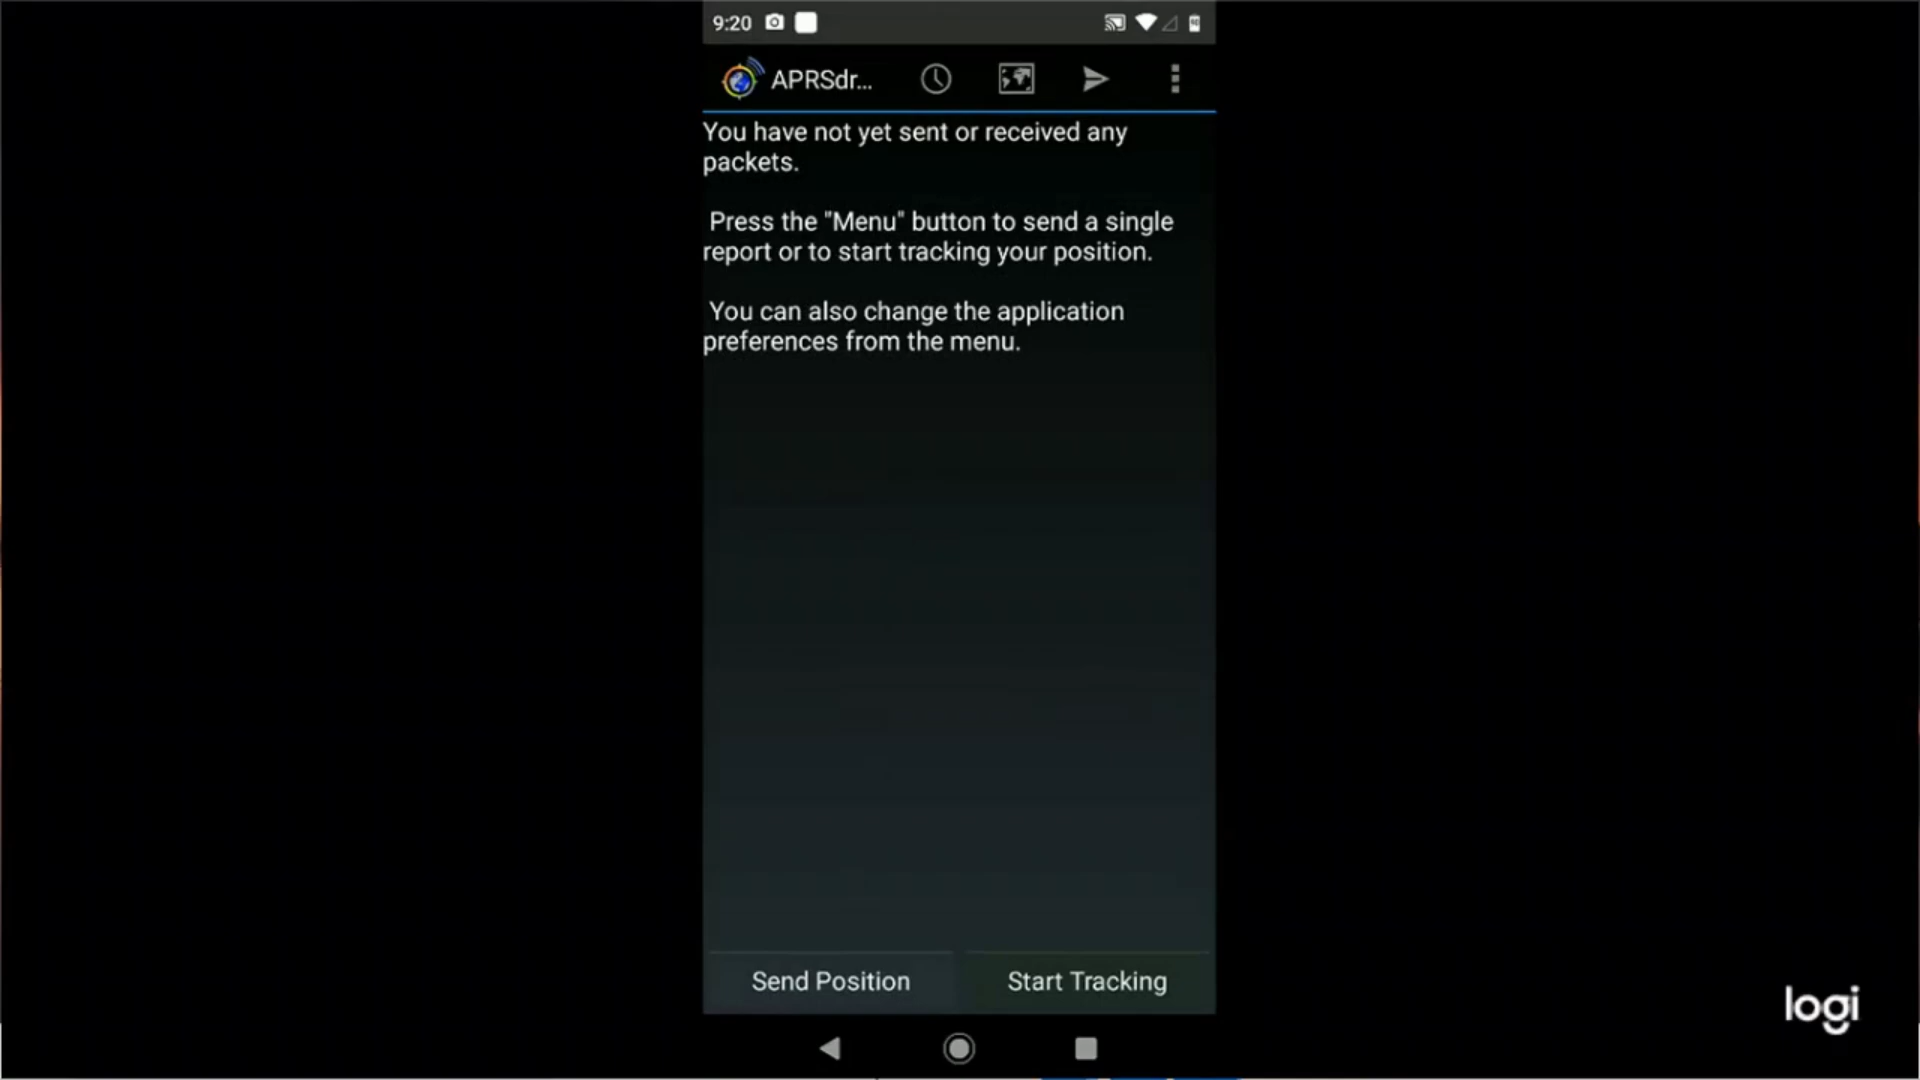 9:20
APRSdr...
You have not yet sent or received any
packets.
Press the "Menu" button to send a single
report or to start tracking your position.
You can also change the application
preferences from the menu.
Send Position
Start Tracking
logi